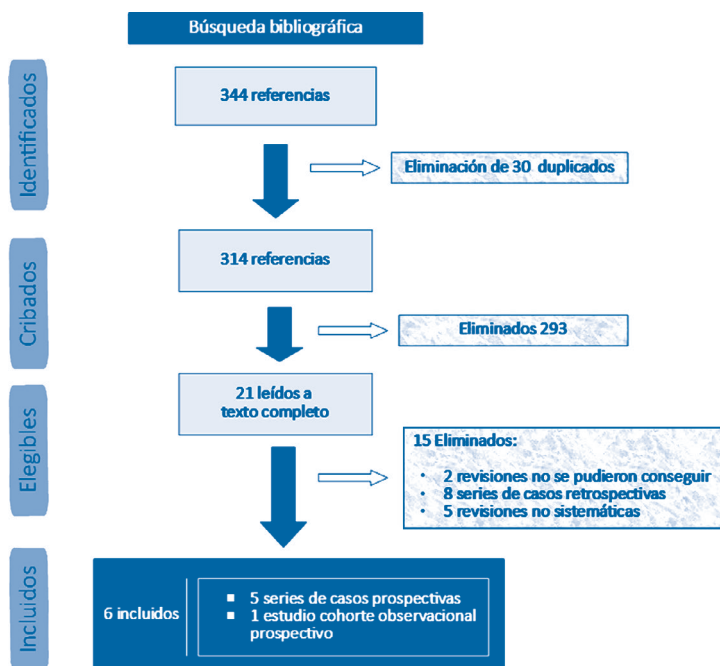 Búsqueda bibliográfica
Identificados
344 referencias
Eliminación de 30 duplicados
Cribados
314 referencias
Eliminados 293
Elegibles
21 leídos a
texto completo
15 Eliminados:
• 2 revisiones no se pudieron conseguir
• 8 series de casos retrospectivas
• 5 revisiones no sistemáticas
Incluidos
6 incluidos
■ 5 series de casos prospectivas
■ 1 estudio cohorte observacional
prospectivo